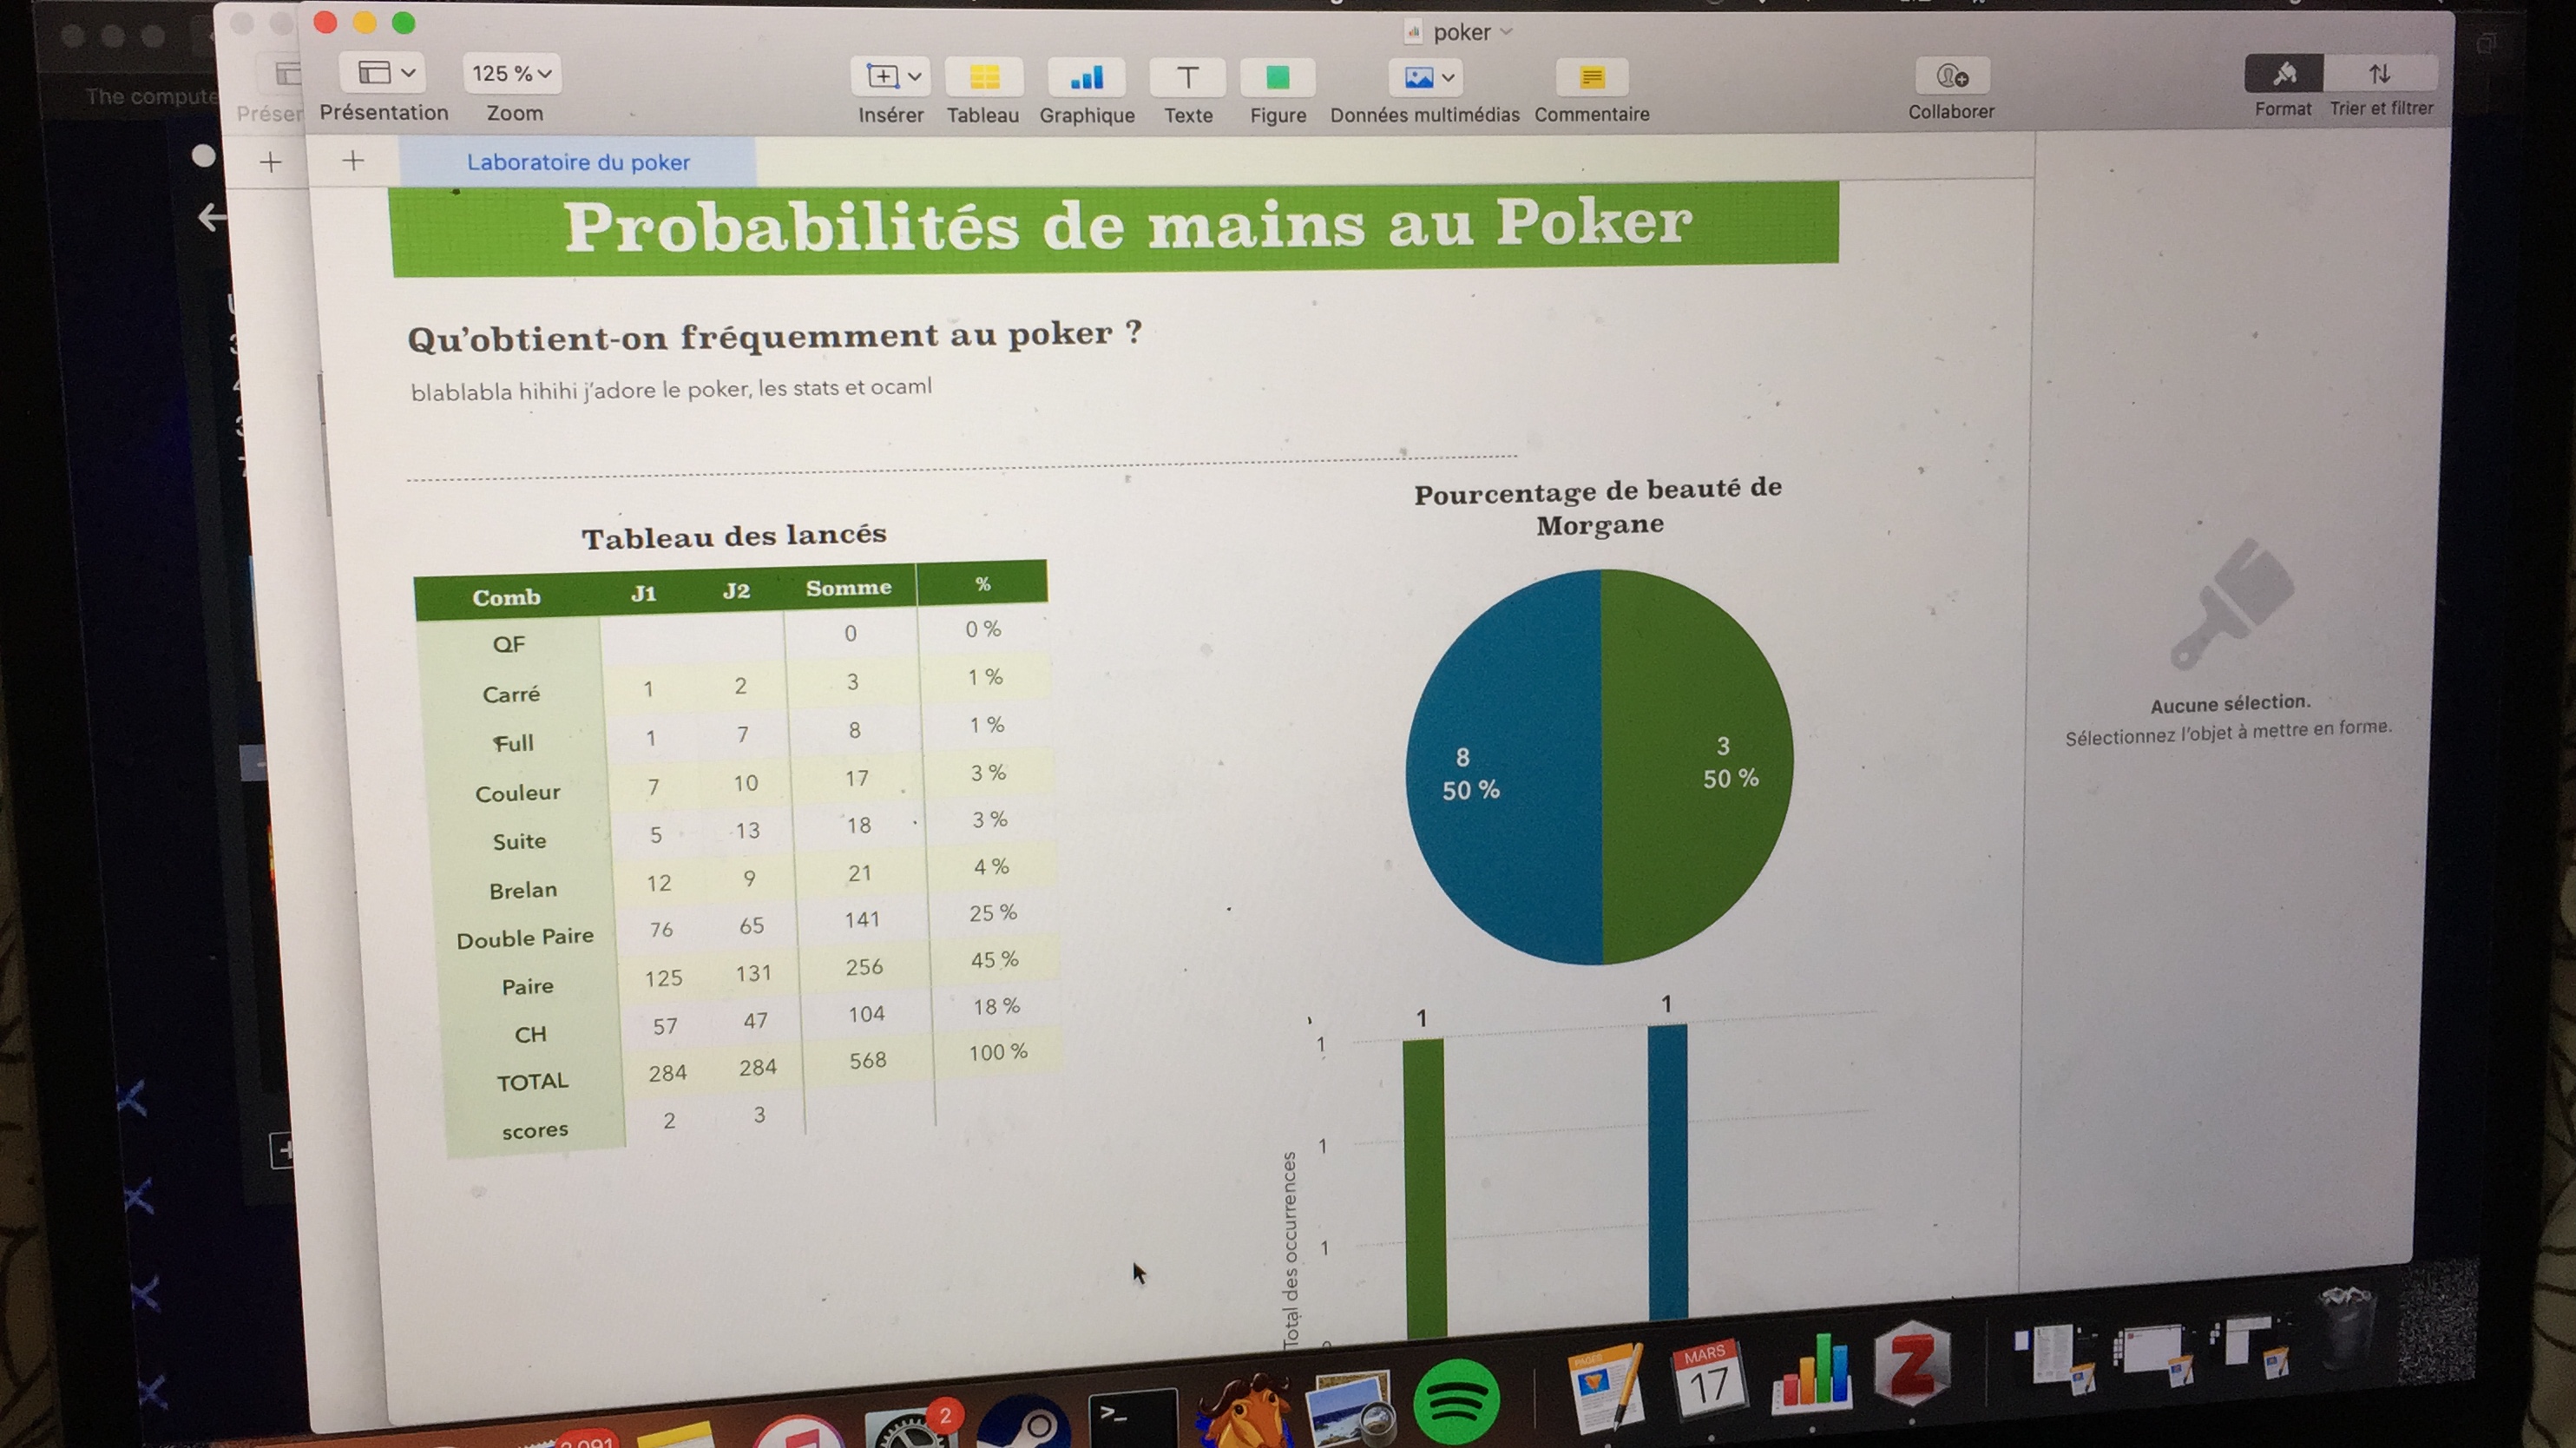 poker
125 %
Présentation
Zoom
Insérer
Tableau
Graphique
Texte
Figure
Données multimédias
Commentaire
Collaborer
Format
Trier et filtrer
The compute
Préser
Laboratoire du poker
Probabilités de mains au Poker
Qu'obtient-on fréquemment au poker ?
blablabla hihihi j'adore le poker, les stats et ocaml
Tableau des lancés
Comb J1 J2 Somme %
QF 0 0 %
Carré 1 2 3 1 %
Full 1 7 8 1 %
Couleur 7 10 17 3 %
Suite 5 13 18 3 %
Brelan 12 9 21 4 %
Double Paire 76 65 141 25 %
Paire 125 131 256 45 %
CH 57 47 104 18 %
TOTAL 284 284 568 100 %
scores 2 3
Pourcentage de beauté de
Morgane
8
50 %
3
50 %
1
1
1
1
1
Total des occurrences
Aucune sélection.
Sélectionnez l'objet à mettre en forme.
2
>_
PAGES
MARS
17
Z